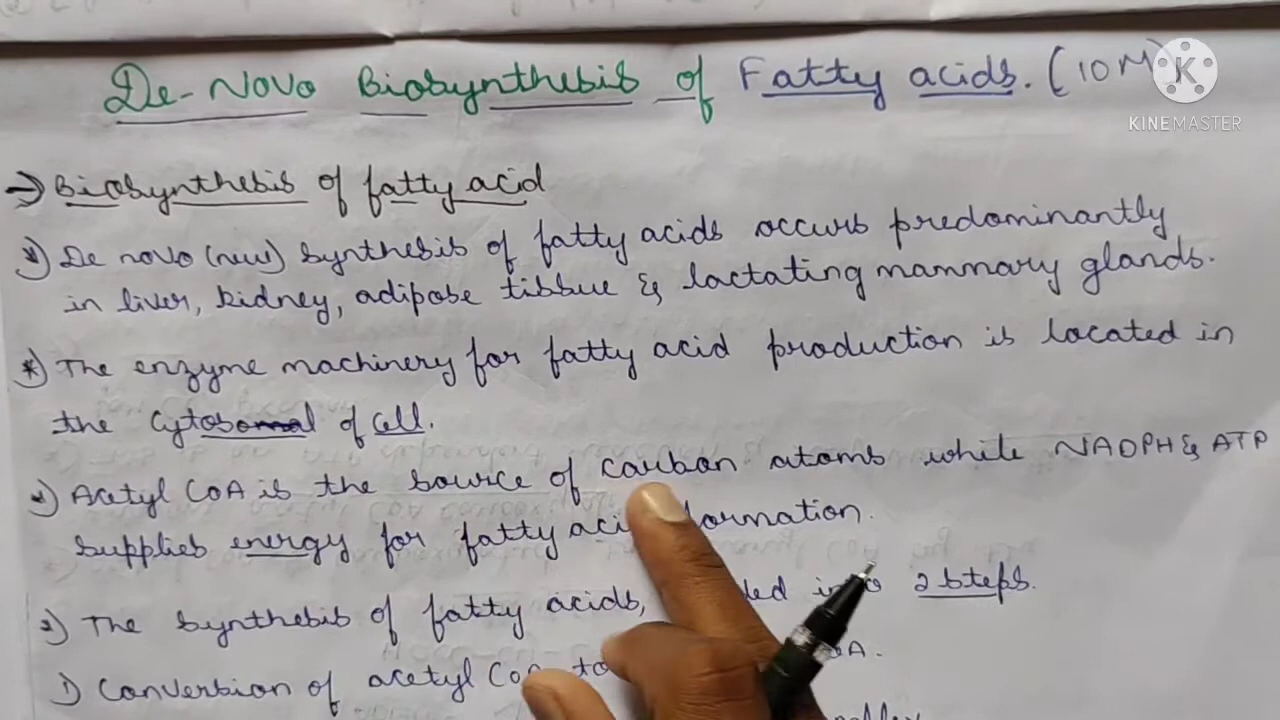 De-Novo Biosynthesis of Fatty acids. (10M)
KINEMASTER
→ Biosynthesis of fatty acid
*) De novo (new) synthesis of fatty acids occurs predominantly
in liver, kidney, adipose tissue & lactating mammary glands.
*) The enzyme machinery for fatty acid production is located in
the cytosomal of cell.
*) Acetyl CoA is the source of carbon atoms while NADPH & ATP
supplies energy for fatty aci formation.
*) The synthesis of fatty acids, 2 steps.
1) Conversion of acetyl CoA to